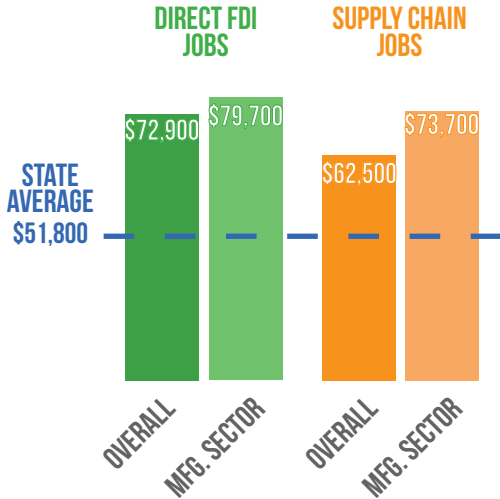 DIRECT FDI
JOBS
SUPPLY CHAIN
JOBS
$72,900
$79,700
$62,500
$73,700
STATE
AVERAGE
$51,800
OVERALL
MFG. SECTOR
OVERALL
MFG. SECTOR